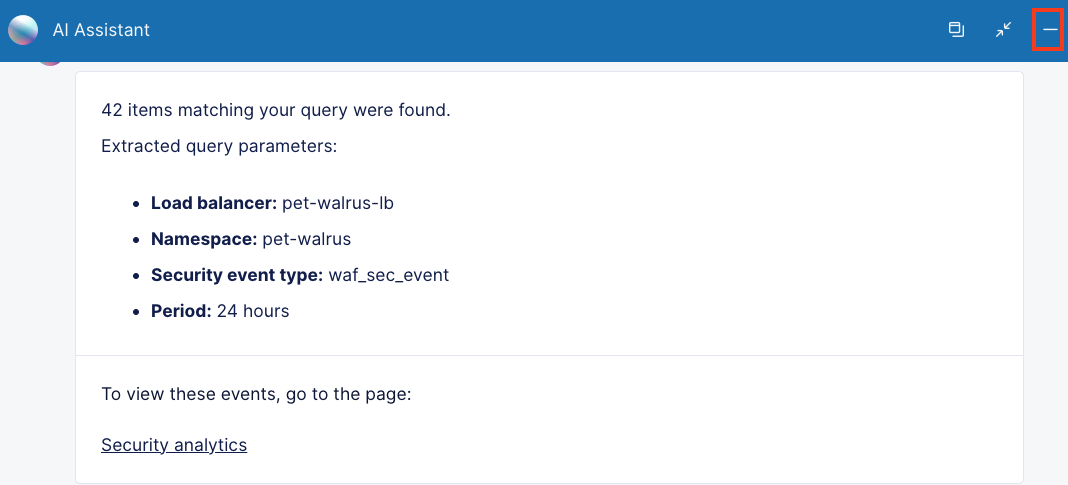 AI Assistant
42 items matching your query were found.
Extracted query parameters:
Load balancer: pet-walrus-lb
Namespace: pet-walrus
Security event type: waf_sec_event
Period: 24 hours
To view these events, go to the page:
Security analytics